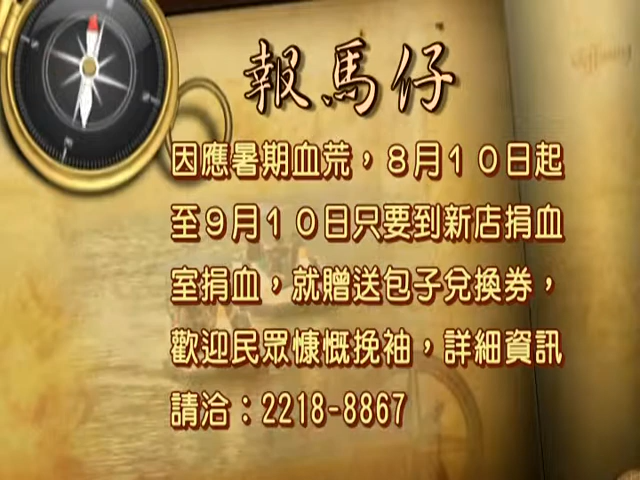 報馬仔
因應暑期血荒，８月１０日起
至９月１０日只要到新店捐血
室捐血，就贈送包子兌換券，
歡迎民眾慷慨挽袖，詳細資訊
請洽：2218-8867